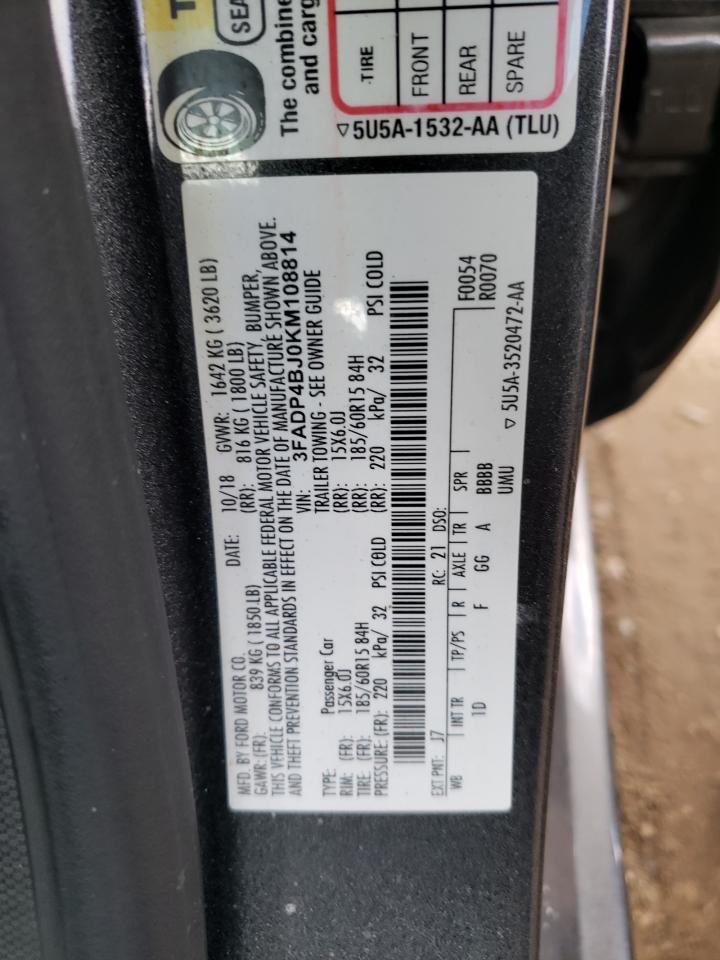 T
SEA
The combine
and carg
TIRE
FRONT
REAR
SPARE
5U5A-1532-AA (TLU)
MFD. BY FORD MOTOR CO.
DATE: 10/18 GVWR: 1642 KG ( 3620 LB)
GAWR: (FR): 839 KG ( 1850 LB) (RR): 816 KG ( 1800 LB)
THIS VEHICLE CONFORMS TO ALL APPLICABLE FEDERAL MOTOR VEHICLE SAFETY, BUMPER,
AND THEFT PREVENTION STANDARDS IN EFFECT ON THE DATE OF MANUFACTURE SHOWN ABOVE.
VIN: 3FADP4BJ0KM108814
TYPE: Passenger Car TRAILER TOWING - SEE OWNER GUIDE
RIM: (FR): 15X6.0J (RR): 15X6.0J
TIRE: (FR): 185/60R15 84H (RR): 185/60R15 84H
PRESSURE: (FR): 220 kPa/ 32 PSI COLD (RR): 220 kPa/ 32 PSI COLD
EXT PNT: J7 RC: 21 DSO: F0054
WB INT TR TP/PS R AXLE TR SPR R0070
1D F GG A BBBB
UMU
5U5A-3520472-AA